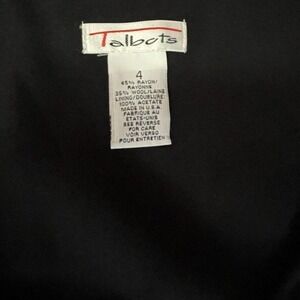 Talbots
4
65% RAYON/
RAYONNE
35% WOOL/LAINE
LINING/DOUBLURE:
100% ACETATE
MADE IN U.S.A.
FABRIQUE AU
ETATS-UNIS
SEE REVERSE
FOR CARE
VOIR VERSO
POUR ENTRETIEN